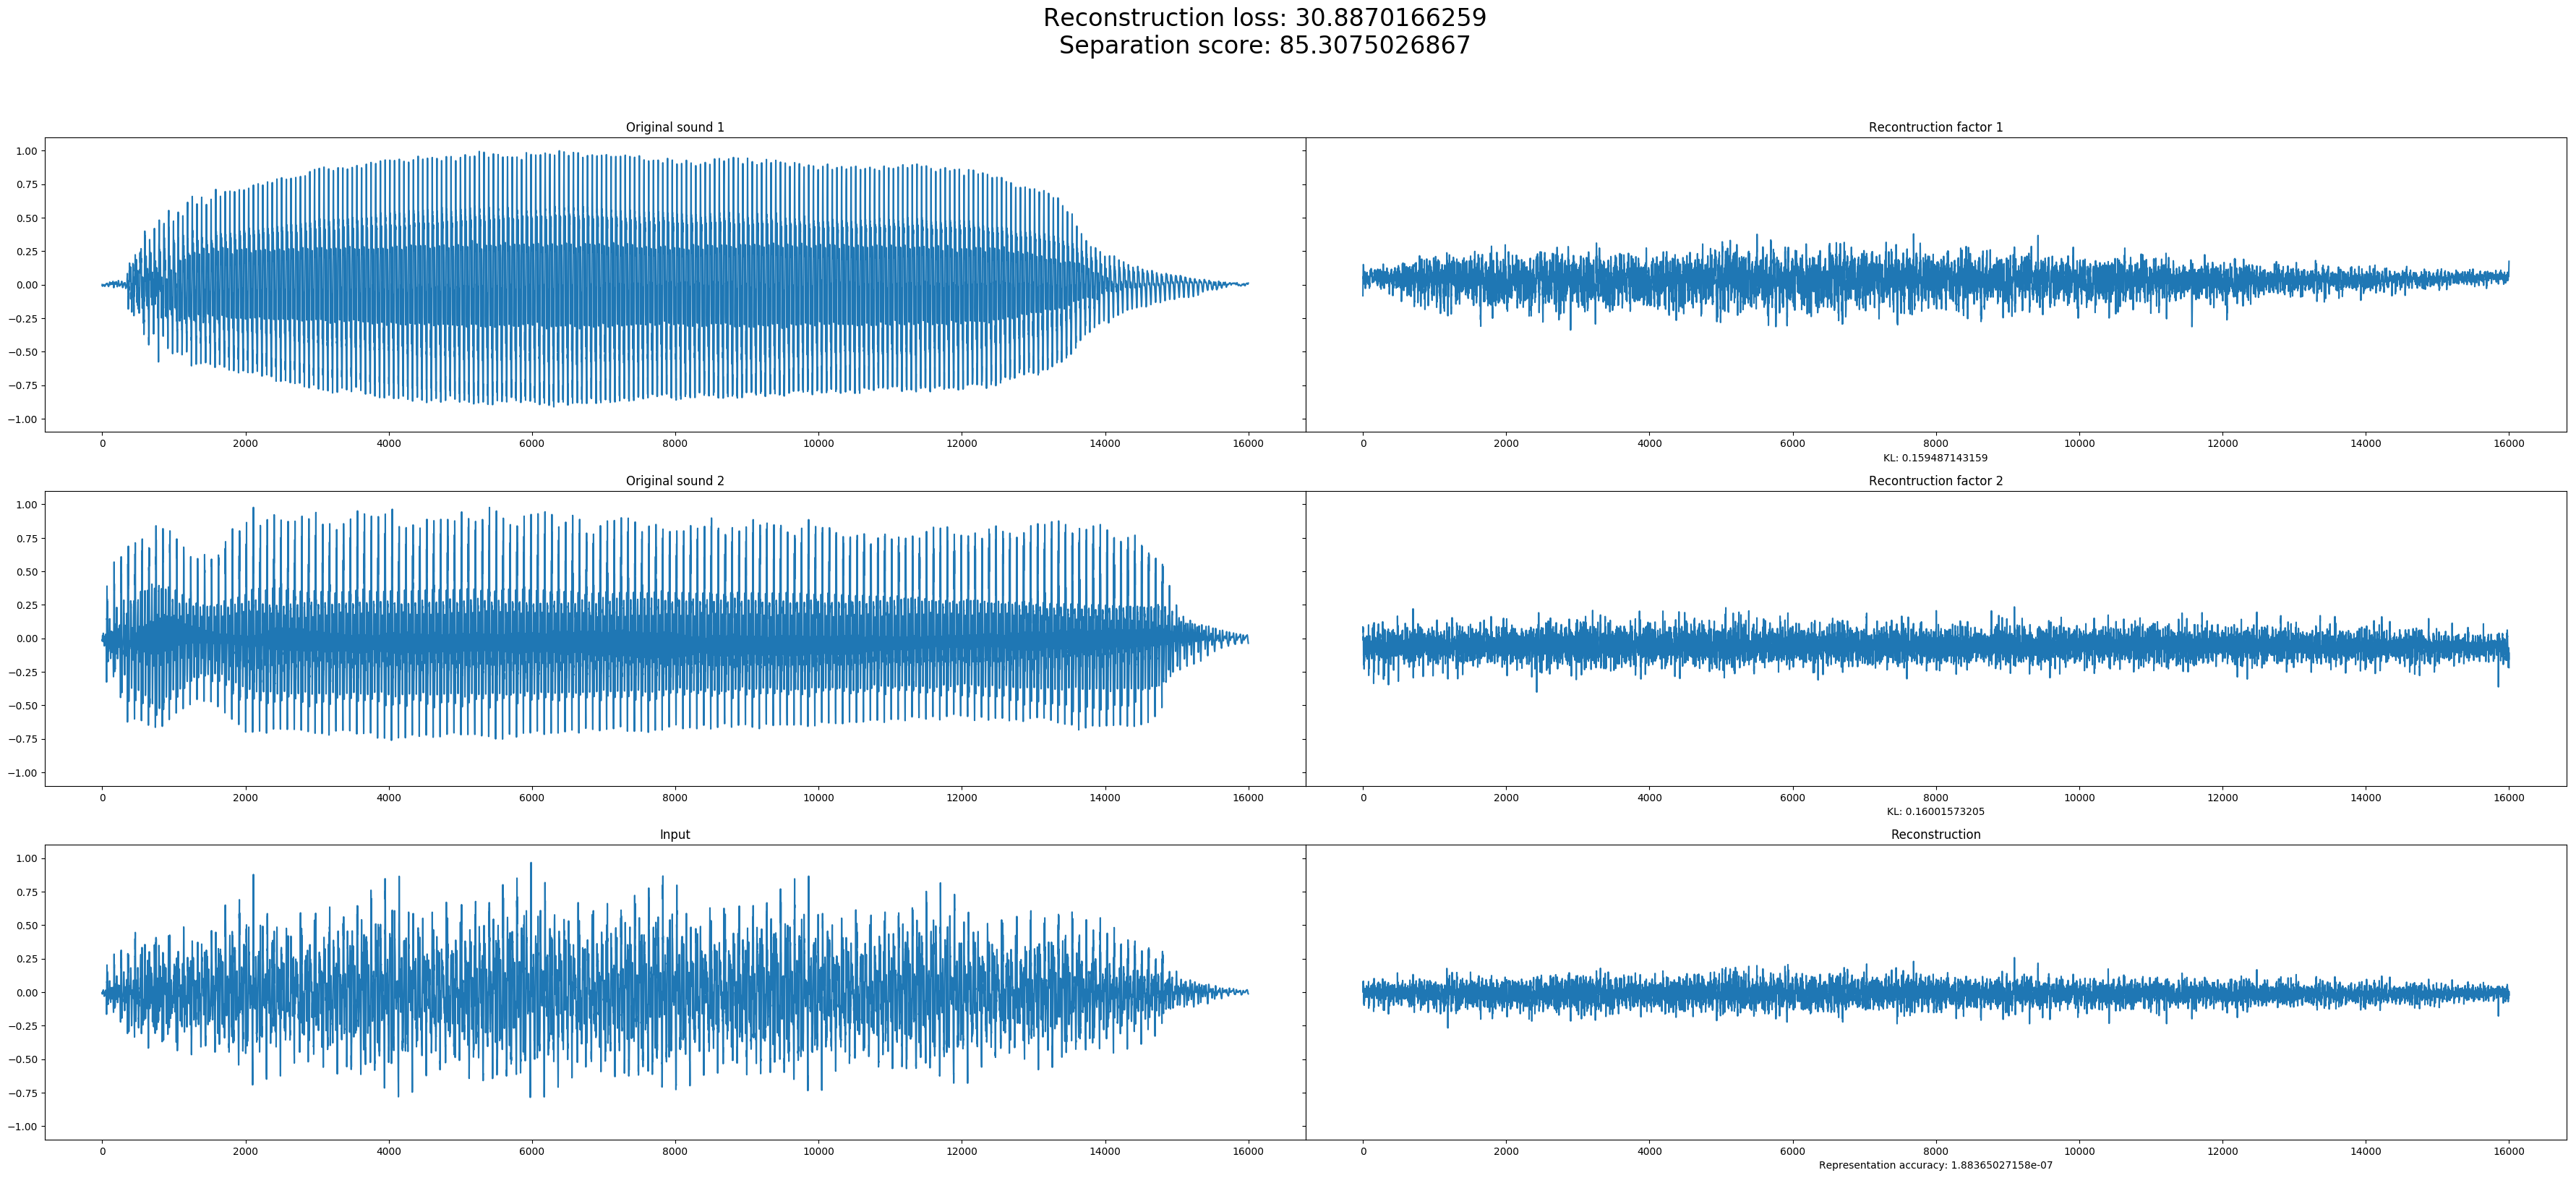 Reconstruction loss: 30.8870166259
Separation score: 85.3075026867
Original sound 1
Recontruction factor 1
1.00
0.75
0.50
0.25
0.00
−0.25
−0.50
−0.75
−1.00
0 2000 4000 6000 8000 10000 12000 14000 16000
0 2000 4000 6000 8000 10000 12000 14000 16000
KL: 0.159487143159
Original sound 2
Recontruction factor 2
1.00
0.75
0.50
0.25
0.00
−0.25
−0.50
−0.75
−1.00
0 2000 4000 6000 8000 10000 12000 14000 16000
0 2000 4000 6000 8000 10000 12000 14000 16000
KL: 0.16001573205
Input
Reconstruction
1.00
0.75
0.50
0.25
0.00
−0.25
−0.50
−0.75
−1.00
0 2000 4000 6000 8000 10000 12000 14000 16000
0 2000 4000 6000 8000 10000 12000 14000 16000
Representation accuracy: 1.88365027158e-07